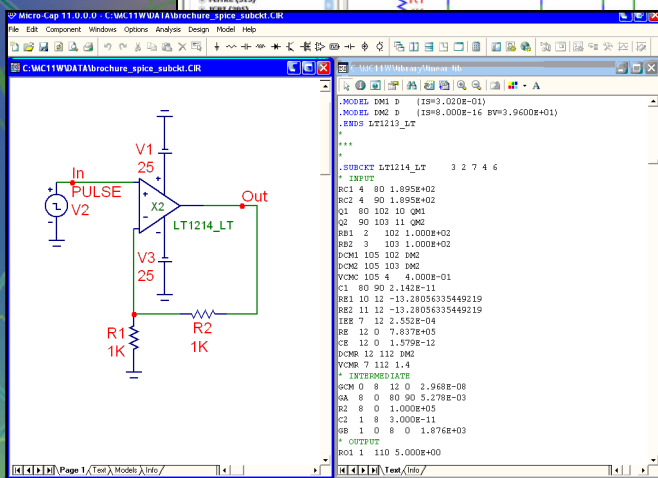 Micro-Cap 11.0.0.0 - C:\MC11W\DATA\brochure_spice_subckt.CIR
File Edit Component Windows Options Analysis Design Model Help
C:\MC11W\DATA\brochure_spice_subckt.CIR
V1
25
In
PULSE
V2
X2
Out
LT1214_LT
V3
25
R1
1K
R2
1K
Page 1 Text Models Info
C:\MC11W\library\linear.lib
.MODEL DM1 D (IS=3.020E-01)
.MODEL DM2 D (IS=8.000E-16 BV=3.9600E+01)
.ENDS LT1213_LT
*
***
*
.SUBCKT LT1214_LT 3 2 7 4 6
* INPUT
RC1 4 80 1.895E+02
RC2 4 90 1.895E+02
Q1 80 102 10 QM1
Q2 90 103 11 QM2
RB1 2 102 1.000E+02
RB2 3 103 1.000E+02
DCM1 105 102 DM2
DCM2 105 103 DM2
VCMC 105 4 4.000E-01
C1 80 90 2.142E-11
RE1 10 12 -13.28056335449219
RE2 11 12 -13.28056335449219
IEE 7 12 2.552E-04
RE 12 0 7.837E+05
CE 12 0 1.579E-12
DCMR 12 112 DM2
VCMR 7 112 1.4
* INTERMEDIATE
GCM 0 8 12 0 2.968E-08
GA 8 0 80 90 5.278E-03
R2 8 0 1.000E+05
C2 1 8 3.000E-11
GB 1 0 8 0 1.876E+03
* OUTPUT
RO1 1 110 5.000E+00
Text Info